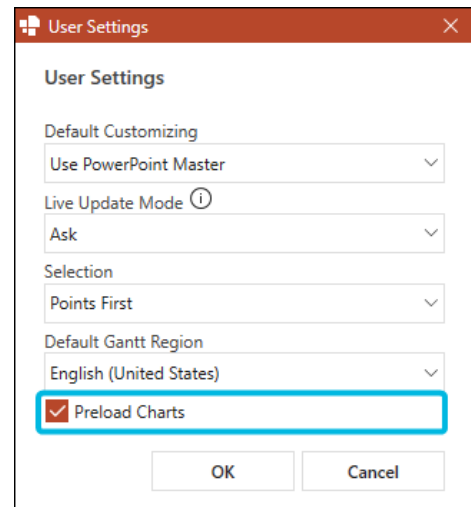 User Settings
User Settings
Default Customizing
Use PowerPoint Master
Live Update Mode
Ask
Selection
Points First
Default Gantt Region
English (United States)
Preload Charts
OK Cancel